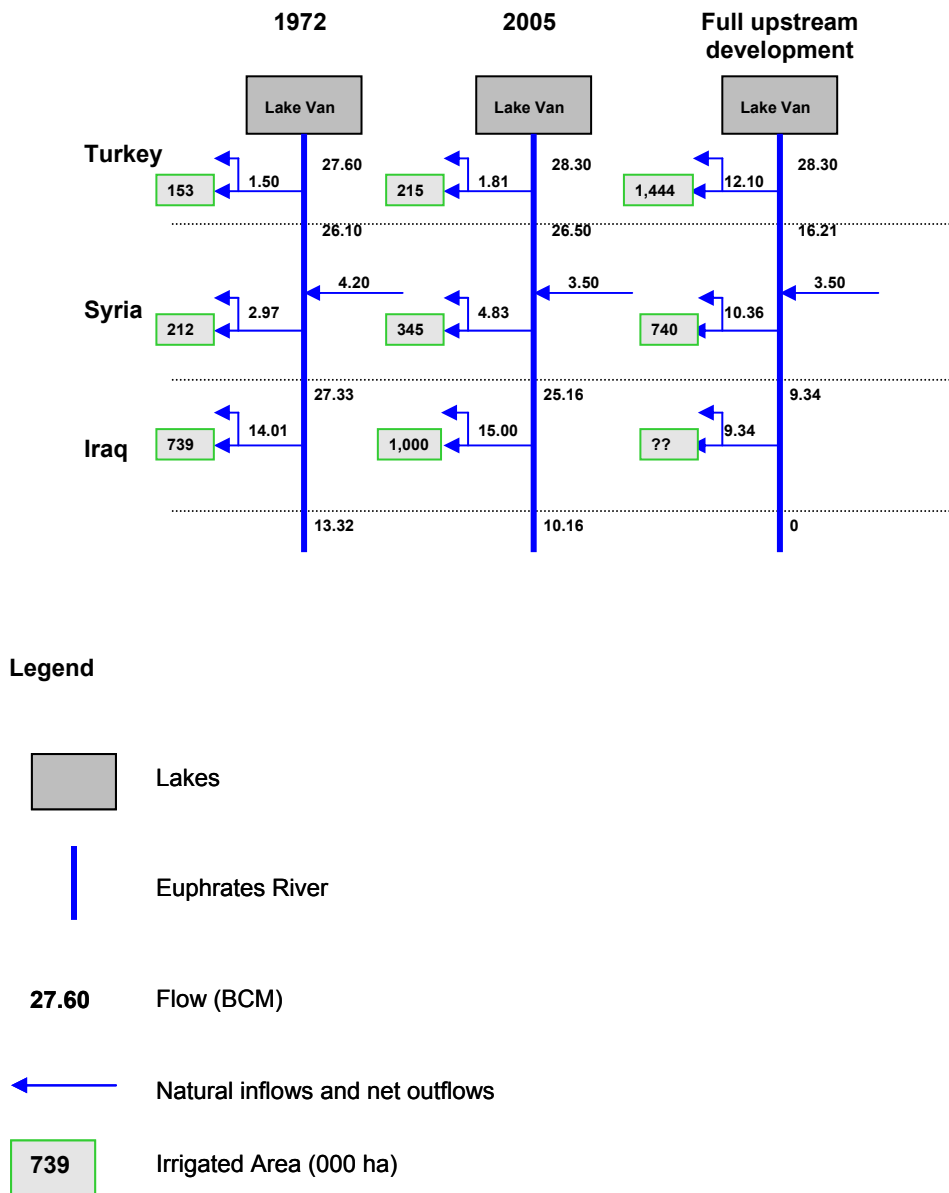 1972 2005 Full upstream
development
Lake Van Lake Van Lake Van
Turkey 27.60 28.30 28.30
153 1.50 215 1.81 1,444 12.10
26.10 26.50 16.21
4.20 3.50 3.50
Syria 2.97 4.83 10.36
212 345 740
27.33 25.16 9.34
14.01 15.00 9.34
Iraq 739 1,000 ??
13.32 10.16 0
Legend
Lakes
Euphrates River
27.60 Flow (BCM)
Natural inflows and net outflows
739 Irrigated Area (000 ha)